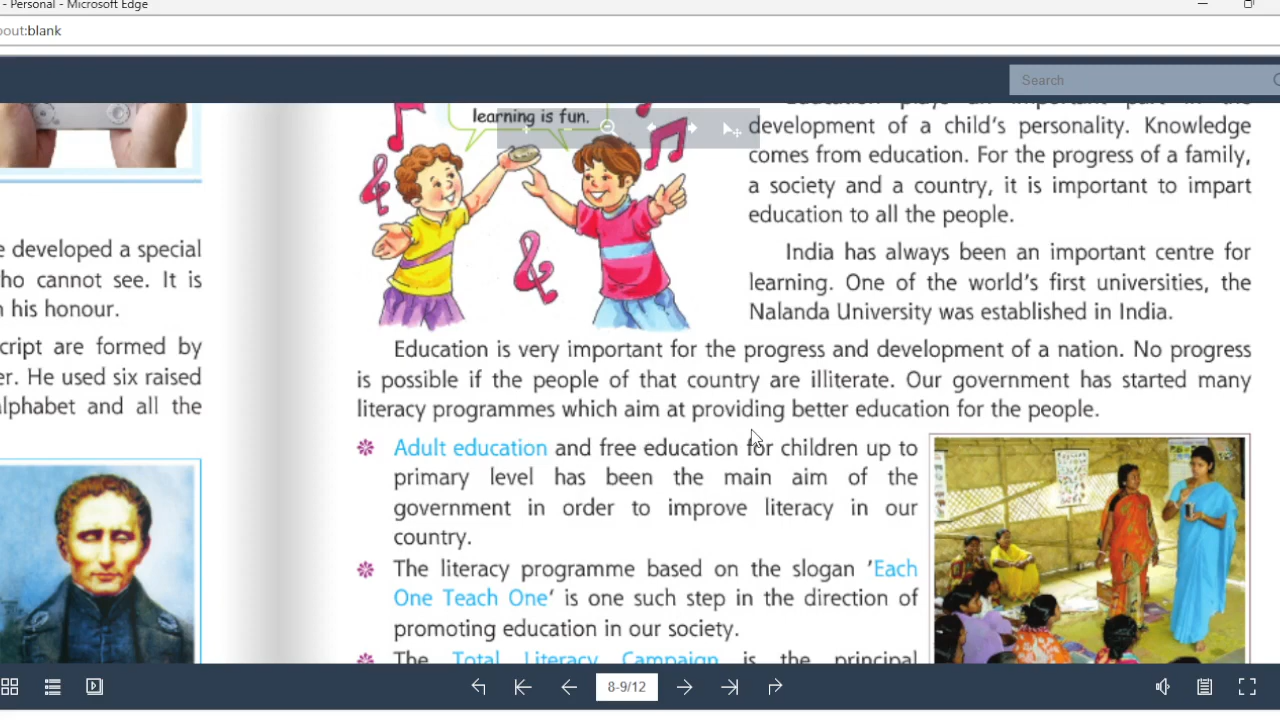 - Personal - Microsoft Edge
out:blank
Search
learning is fun.
development of a child's personality. Knowledge
comes from education. For the progress of a family,
a society and a country, it is important to impart
education to all the people.
India has always been an important centre for
learning. One of the world's first universities, the
Nalanda University was established in India.
e developed a special
ho cannot see. It is
n his honour.
cript are formed by
er. He used six raised
lphabet and all the
Education is very important for the progress and development of a nation. No progress
is possible if the people of that country are illiterate. Our government has started many
literacy programmes which aim at providing better education for the people.
Adult education and free education for children up to
primary level has been the main aim of the
government in order to improve literacy in our
country.
The literacy programme based on the slogan 'Each
One Teach One' is one such step in the direction of
promoting education in our society.
The Total Literacy Campaign is the principal
8-9/12